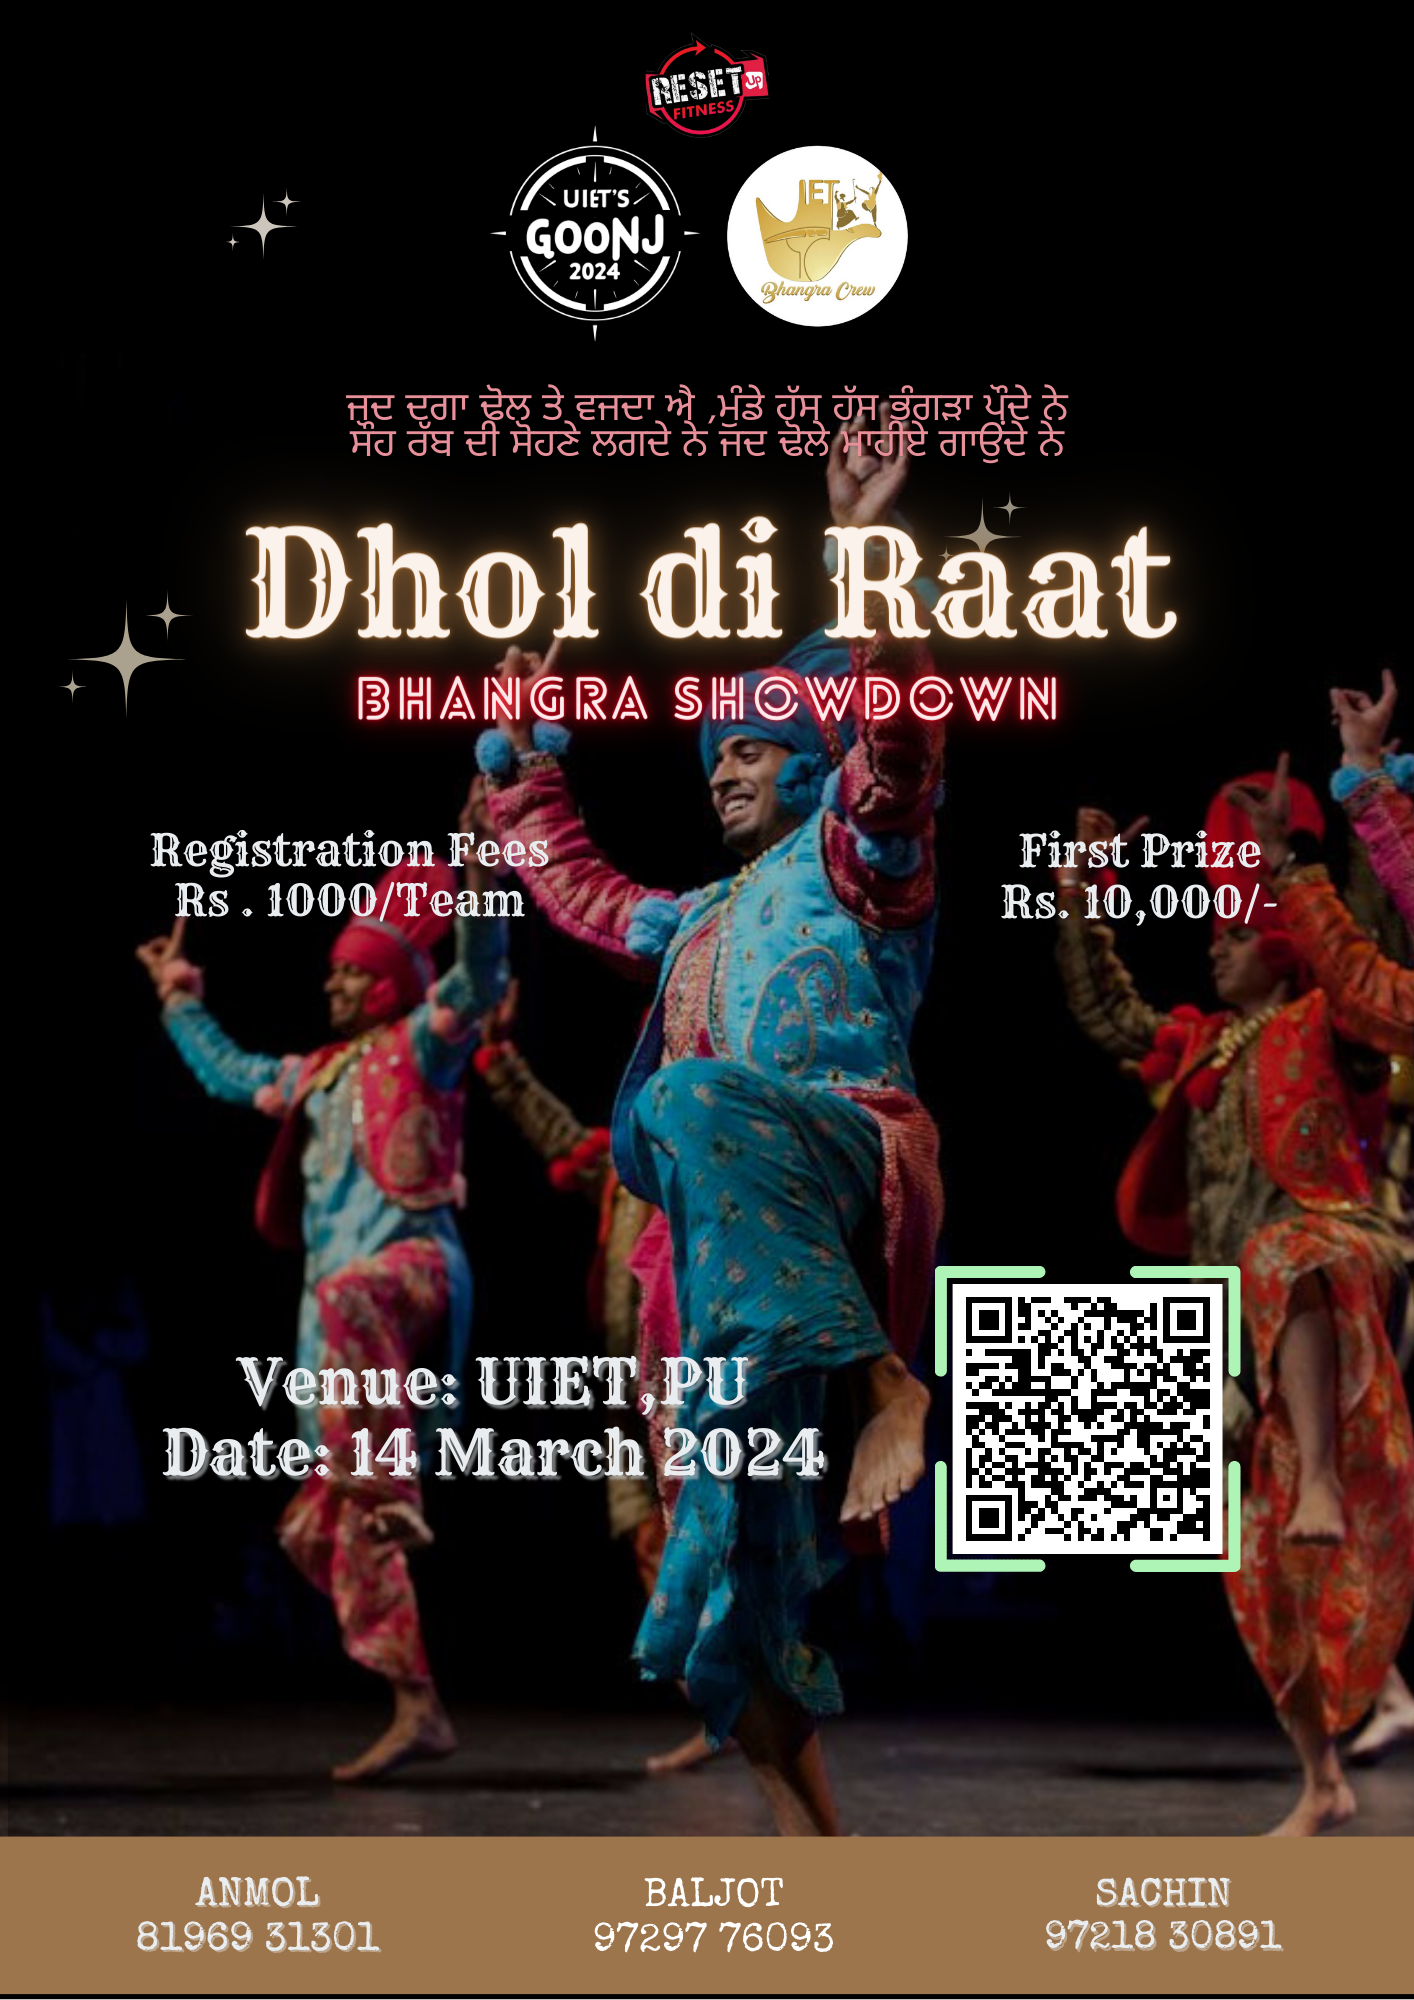 RESET UP
FITNESS
UIET'S
GOONJ
2024
UIET
Bhangra Crew
ਜਦ ਦਗਾ ਢੋਲ ਤੇ ਵਜਦਾ ਐ ,ਮੁੰਡੇ ਹੱਸ ਹੱਸ ਭੰਗੜਾ ਪੌਂਦੇ ਨੇ
ਸੌਹ ਰੱਬ ਦੀ ਸੋਹਣੇ ਲਗਦੇ ਨੇ ਜਦ ਢੋਲੇ ਮਾਹੀਏ ਗਾਉਂਦੇ ਨੇ
Dhol di Raat
BHANGRA SHOWDOWN
Registration Fees
Rs . 1000/Team
First Prize
Rs. 10,000/-
Venue: UIET,PU
Date: 14 March 2024
ANMOL
81969 31301
BALJOT
97297 76093
SACHIN
97218 30891